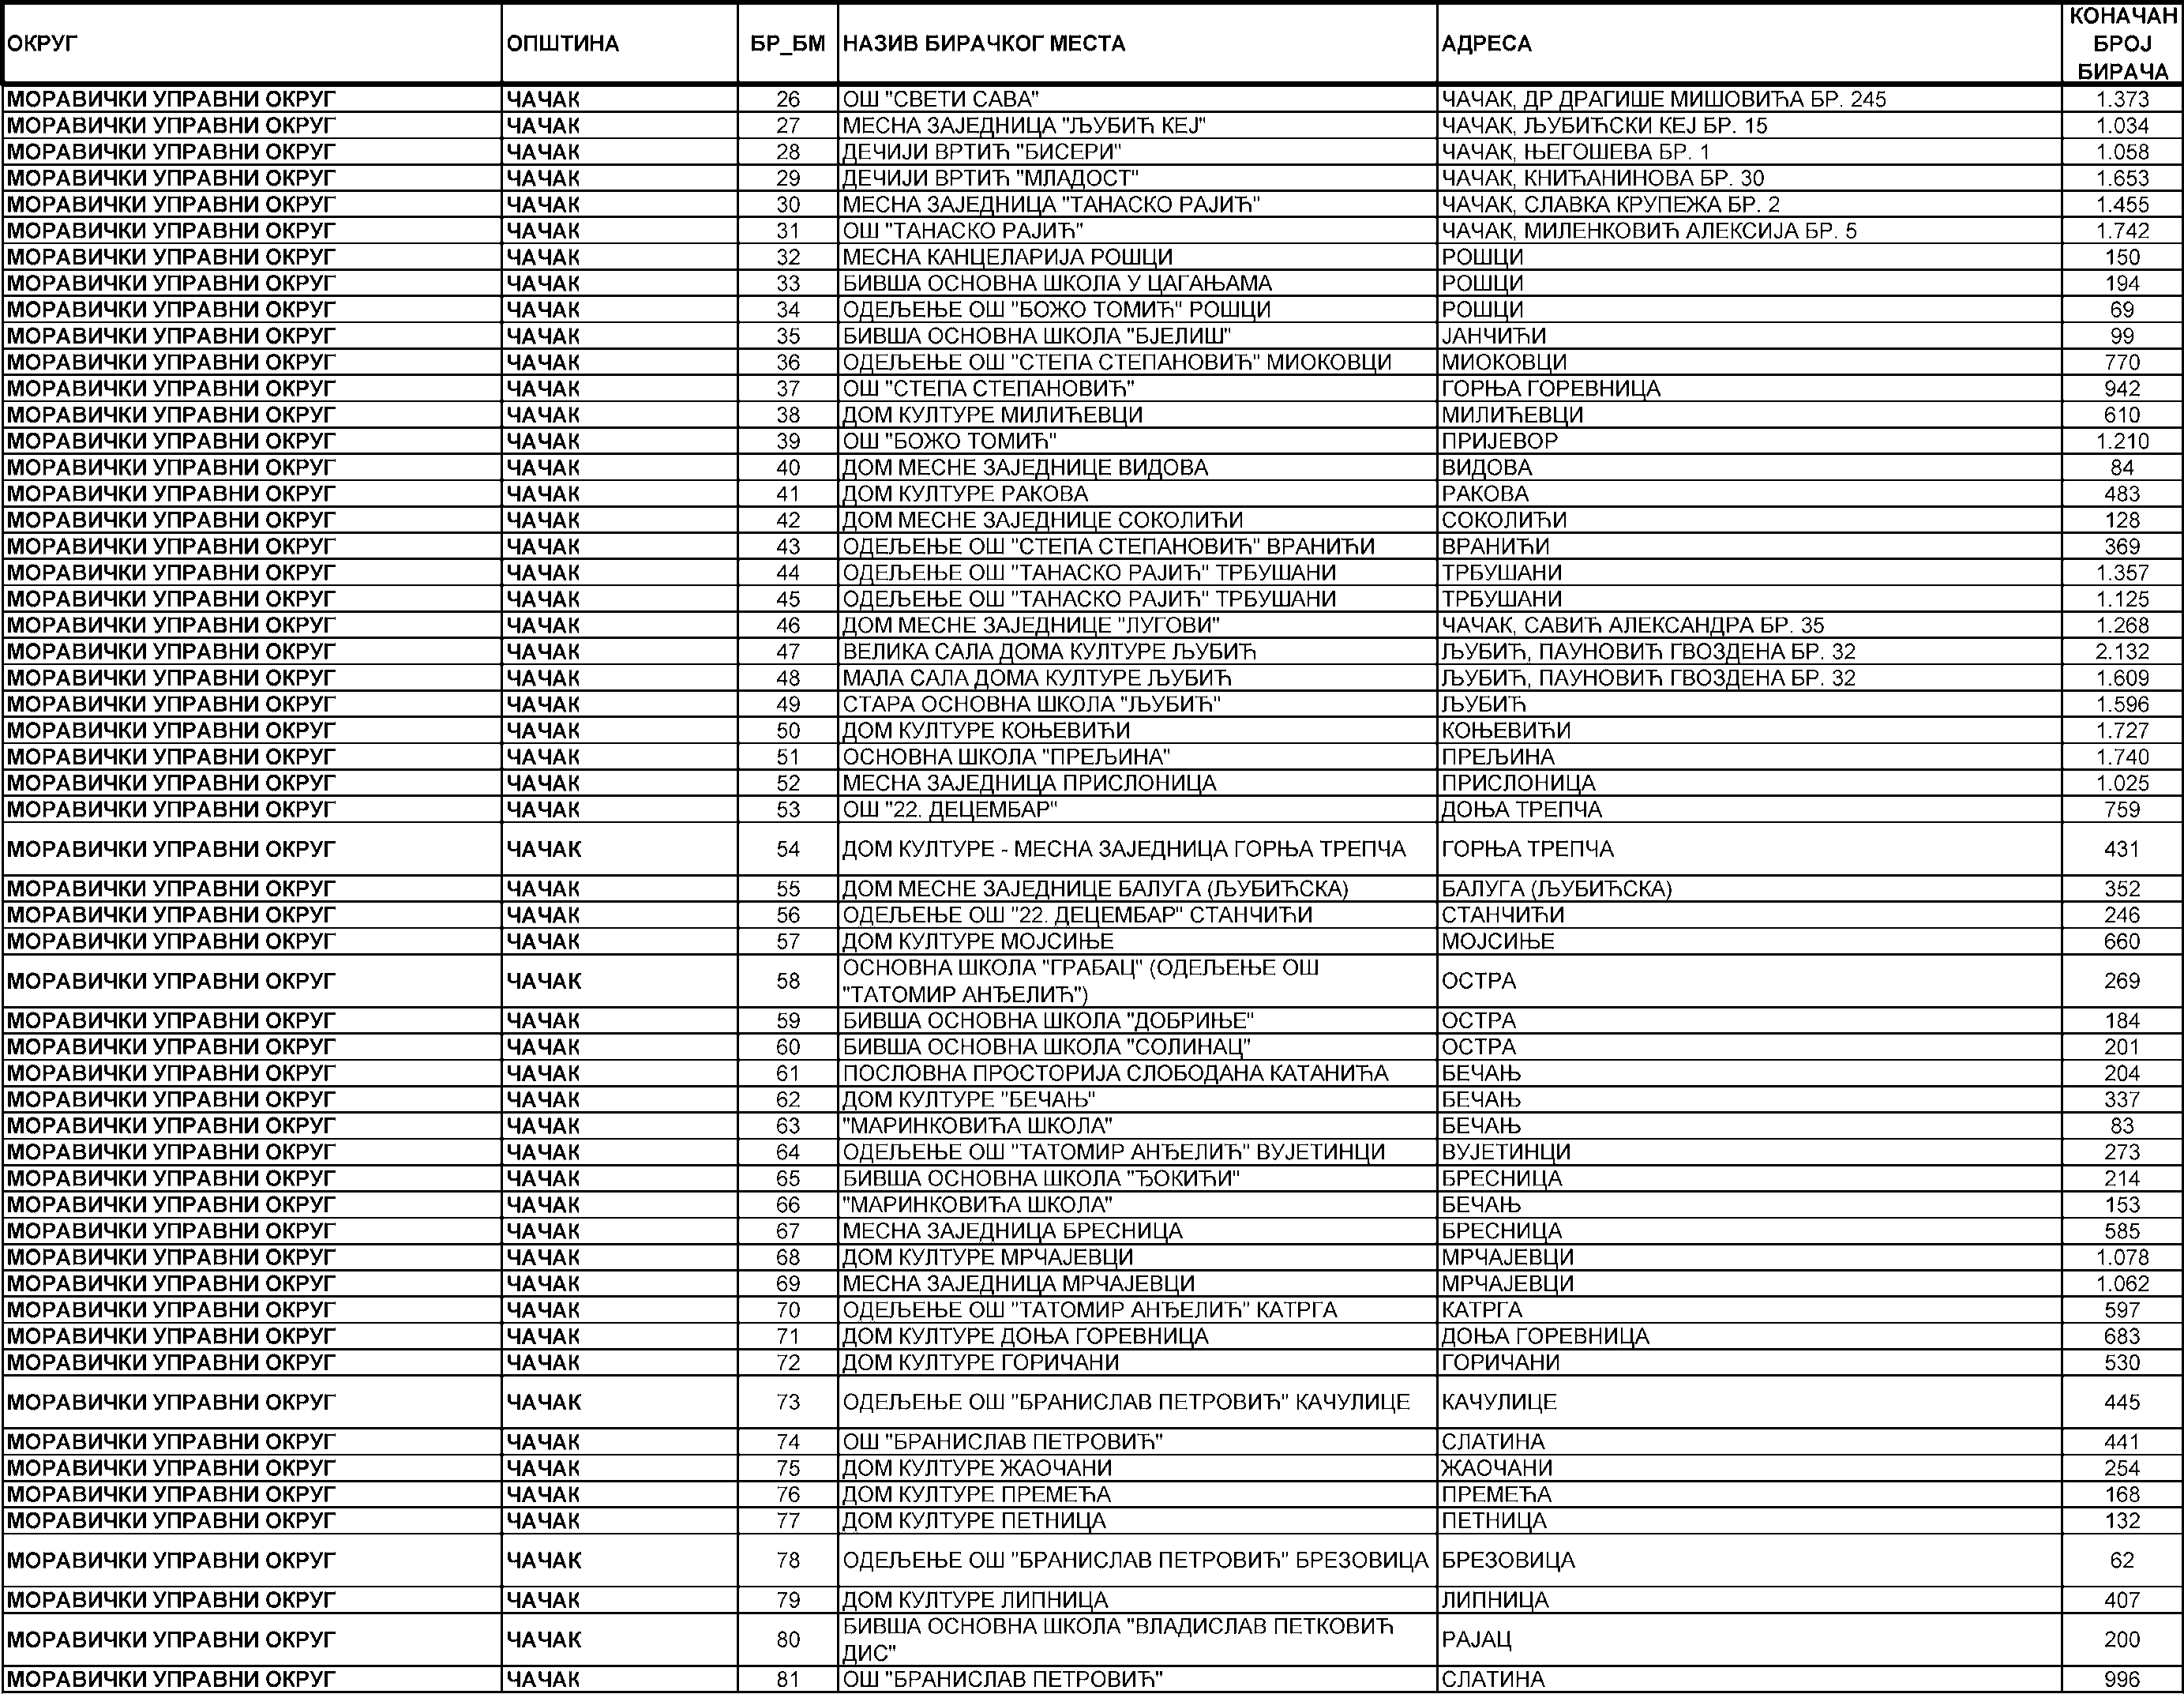 ОКРУГ ОПШТИНА БР_БМ НАЗИВ БИРАЧКОГ МЕСТА АДРЕСА КОНАЧАН БРОЈ БИРАЧА
МОРАВИЧКИ УПРАВНИ ОКРУГ ЧАЧАК 26 ОШ "СВЕТИ САВА" ЧАЧАК, ДР ДРАГИШЕ МИШОВИЋА БР. 245 1.373
МОРАВИЧКИ УПРАВНИ ОКРУГ ЧАЧАК 27 МЕСНА ЗАЈЕДНИЦА "ЉУБИЋ КЕЈ" ЧАЧАК, ЉУБИЋСКИ КЕЈ БР. 15 1.034
МОРАВИЧКИ УПРАВНИ ОКРУГ ЧАЧАК 28 ДЕЧИЈИ ВРТИЋ "БИСЕРИ" ЧАЧАК, ЊЕГОШЕВА БР. 1 1.058
МОРАВИЧКИ УПРАВНИ ОКРУГ ЧАЧАК 29 ДЕЧИЈИ ВРТИЋ "МЛАДОСТ" ЧАЧАК, КНИЋАНИНОВА БР. 30 1.653
МОРАВИЧКИ УПРАВНИ ОКРУГ ЧАЧАК 30 МЕСНА ЗАЈЕДНИЦА "ТАНАСКО РАЈИЋ" ЧАЧАК, СЛАВКА КРУПЕЖА БР. 2 1.455
МОРАВИЧКИ УПРАВНИ ОКРУГ ЧАЧАК 31 ОШ "ТАНАСКО РАЈИЋ" ЧАЧАК, МИЛЕНКОВИЋ АЛЕКСИЈА БР. 5 1.742
МОРАВИЧКИ УПРАВНИ ОКРУГ ЧАЧАК 32 МЕСНА КАНЦЕЛАРИЈА РОШЦИ РОШЦИ 150
МОРАВИЧКИ УПРАВНИ ОКРУГ ЧАЧАК 33 БИВША ОСНОВНА ШКОЛА У ЦАГАЊАМА РОШЦИ 194
МОРАВИЧКИ УПРАВНИ ОКРУГ ЧАЧАК 34 ОДЕЉЕЊЕ ОШ "БОЖО ТОМИЋ" РОШЦИ РОШЦИ 69
МОРАВИЧКИ УПРАВНИ ОКРУГ ЧАЧАК 35 БИВША ОСНОВНА ШКОЛА "БЈЕЛИШ" ЈАНЧИЋИ 99
МОРАВИЧКИ УПРАВНИ ОКРУГ ЧАЧАК 36 ОДЕЉЕЊЕ ОШ "СТЕПА СТЕПАНОВИЋ" МИОКОВЦИ МИОКОВЦИ 770
МОРАВИЧКИ УПРАВНИ ОКРУГ ЧАЧАК 37 ОШ "СТЕПА СТЕПАНОВИЋ" ГОРЊА ГОРЕВНИЦА 942
МОРАВИЧКИ УПРАВНИ ОКРУГ ЧАЧАК 38 ДОМ КУЛТУРЕ МИЛИЋЕВЦИ МИЛИЋЕВЦИ 610
МОРАВИЧКИ УПРАВНИ ОКРУГ ЧАЧАК 39 ОШ "БОЖО ТОМИЋ" ПРИЈЕВОР 1.210
МОРАВИЧКИ УПРАВНИ ОКРУГ ЧАЧАК 40 ДОМ МЕСНЕ ЗАЈЕДНИЦЕ ВИДОВА ВИДОВА 84
МОРАВИЧКИ УПРАВНИ ОКРУГ ЧАЧАК 41 ДОМ КУЛТУРЕ РАКОВА РАКОВА 483
МОРАВИЧКИ УПРАВНИ ОКРУГ ЧАЧАК 42 ДОМ МЕСНЕ ЗАЈЕДНИЦЕ СОКОЛИЋИ СОКОЛИЋИ 128
МОРАВИЧКИ УПРАВНИ ОКРУГ ЧАЧАК 43 ОДЕЉЕЊЕ ОШ "СТЕПА СТЕПАНОВИЋ" ВРАНИЋИ ВРАНИЋИ 369
МОРАВИЧКИ УПРАВНИ ОКРУГ ЧАЧАК 44 ОДЕЉЕЊЕ ОШ "ТАНАСКО РАЈИЋ" ТРБУШАНИ ТРБУШАНИ 1.357
МОРАВИЧКИ УПРАВНИ ОКРУГ ЧАЧАК 45 ОДЕЉЕЊЕ ОШ "ТАНАСКО РАЈИЋ" ТРБУШАНИ ТРБУШАНИ 1.125
МОРАВИЧКИ УПРАВНИ ОКРУГ ЧАЧАК 46 ДОМ МЕСНЕ ЗАЈЕДНИЦЕ "ЛУГОВИ" ЧАЧАК, САВИЋ АЛЕКСАНДРА БР. 35 1.268
МОРАВИЧКИ УПРАВНИ ОКРУГ ЧАЧАК 47 ВЕЛИКА САЛА ДОМА КУЛТУРЕ ЉУБИЋ ЉУБИЋ, ПАУНОВИЋ ГВОЗДЕНА БР. 32 2.132
МОРАВИЧКИ УПРАВНИ ОКРУГ ЧАЧАК 48 МАЛА САЛА ДОМА КУЛТУРЕ ЉУБИЋ ЉУБИЋ, ПАУНОВИЋ ГВОЗДЕНА БР. 32 1.609
МОРАВИЧКИ УПРАВНИ ОКРУГ ЧАЧАК 49 СТАРА ОСНОВНА ШКОЛА "ЉУБИЋ" ЉУБИЋ 1.596
МОРАВИЧКИ УПРАВНИ ОКРУГ ЧАЧАК 50 ДОМ КУЛТУРЕ КОЊЕВИЋИ КОЊЕВИЋИ 1.727
МОРАВИЧКИ УПРАВНИ ОКРУГ ЧАЧАК 51 ОСНОВНА ШКОЛА "ПРЕЉИНА" ПРЕЉИНА 1.740
МОРАВИЧКИ УПРАВНИ ОКРУГ ЧАЧАК 52 МЕСНА ЗАЈЕДНИЦА ПРИСЛОНИЦА ПРИСЛОНИЦА 1.025
МОРАВИЧКИ УПРАВНИ ОКРУГ ЧАЧАК 53 ОШ "22. ДЕЦЕМБАР" ДОЊА ТРЕПЧА 759
МОРАВИЧКИ УПРАВНИ ОКРУГ ЧАЧАК 54 ДОМ КУЛТУРЕ - МЕСНА ЗАЈЕДНИЦА ГОРЊА ТРЕПЧА ГОРЊА ТРЕПЧА 431
МОРАВИЧКИ УПРАВНИ ОКРУГ ЧАЧАК 55 ДОМ МЕСНЕ ЗАЈЕДНИЦЕ БАЛУГА (ЉУБИЋСКА) БАЛУГА (ЉУБИЋСКА) 352
МОРАВИЧКИ УПРАВНИ ОКРУГ ЧАЧАК 56 ОДЕЉЕЊЕ ОШ "22. ДЕЦЕМБАР" СТАНЧИЋИ СТАНЧИЋИ 246
МОРАВИЧКИ УПРАВНИ ОКРУГ ЧАЧАК 57 ДОМ КУЛТУРЕ МОЈСИЊЕ МОЈСИЊЕ 660
МОРАВИЧКИ УПРАВНИ ОКРУГ ЧАЧАК 58 ОСНОВНА ШКОЛА "ГРАБАЦ" (ОДЕЉЕЊЕ ОШ
"ТАТОМИР АНЂЕЛИЋ") ОСТРА 269
МОРАВИЧКИ УПРАВНИ ОКРУГ ЧАЧАК 59 БИВША ОСНОВНА ШКОЛА "ДОБРИЊЕ" ОСТРА 184
МОРАВИЧКИ УПРАВНИ ОКРУГ ЧАЧАК 60 БИВША ОСНОВНА ШКОЛА "СОЛИНАЦ" ОСТРА 201
МОРАВИЧКИ УПРАВНИ ОКРУГ ЧАЧАК 61 ПОСЛОВНА ПРОСТОРИЈА СЛОБОДАНА КАТАНИЋА БЕЧАЊ 204
МОРАВИЧКИ УПРАВНИ ОКРУГ ЧАЧАК 62 ДОМ КУЛТУРЕ "БЕЧАЊ" БЕЧАЊ 337
МОРАВИЧКИ УПРАВНИ ОКРУГ ЧАЧАК 63 "МАРИНКОВИЋА ШКОЛА" БЕЧАЊ 83
МОРАВИЧКИ УПРАВНИ ОКРУГ ЧАЧАК 64 ОДЕЉЕЊЕ ОШ "ТАТОМИР АНЂЕЛИЋ" ВУЈЕТИНЦИ ВУЈЕТИНЦИ 273
МОРАВИЧКИ УПРАВНИ ОКРУГ ЧАЧАК 65 БИВША ОСНОВНА ШКОЛА "ЂОКИЋИ" БРЕСНИЦА 214
МОРАВИЧКИ УПРАВНИ ОКРУГ ЧАЧАК 66 "МАРИНКОВИЋА ШКОЛА" БЕЧАЊ 153
МОРАВИЧКИ УПРАВНИ ОКРУГ ЧАЧАК 67 МЕСНА ЗАЈЕДНИЦА БРЕСНИЦА БРЕСНИЦА 585
МОРАВИЧКИ УПРАВНИ ОКРУГ ЧАЧАК 68 ДОМ КУЛТУРЕ МРЧАЈЕВЦИ МРЧАЈЕВЦИ 1.078
МОРАВИЧКИ УПРАВНИ ОКРУГ ЧАЧАК 69 МЕСНА ЗАЈЕДНИЦА МРЧАЈЕВЦИ МРЧАЈЕВЦИ 1.062
МОРАВИЧКИ УПРАВНИ ОКРУГ ЧАЧАК 70 ОДЕЉЕЊЕ ОШ "ТАТОМИР АНЂЕЛИЋ" КАТРГА КАТРГА 597
МОРАВИЧКИ УПРАВНИ ОКРУГ ЧАЧАК 71 ДОМ КУЛТУРЕ ДОЊА ГОРЕВНИЦА ДОЊА ГОРЕВНИЦА 683
МОРАВИЧКИ УПРАВНИ ОКРУГ ЧАЧАК 72 ДОМ КУЛТУРЕ ГОРИЧАНИ ГОРИЧАНИ 530
МОРАВИЧКИ УПРАВНИ ОКРУГ ЧАЧАК 73 ОДЕЉЕЊЕ ОШ "БРАНИСЛАВ ПЕТРОВИЋ" КАЧУЛИЦЕ КАЧУЛИЦЕ 445
МОРАВИЧКИ УПРАВНИ ОКРУГ ЧАЧАК 74 ОШ "БРАНИСЛАВ ПЕТРОВИЋ" СЛАТИНА 441
МОРАВИЧКИ УПРАВНИ ОКРУГ ЧАЧАК 75 ДОМ КУЛТУРЕ ЖАОЧАНИ ЖАОЧАНИ 254
МОРАВИЧКИ УПРАВНИ ОКРУГ ЧАЧАК 76 ДОМ КУЛТУРЕ ПРЕМЕЋА ПРЕМЕЋА 168
МОРАВИЧКИ УПРАВНИ ОКРУГ ЧАЧАК 77 ДОМ КУЛТУРЕ ПЕТНИЦА ПЕТНИЦА 132
МОРАВИЧКИ УПРАВНИ ОКРУГ ЧАЧАК 78 ОДЕЉЕЊЕ ОШ "БРАНИСЛАВ ПЕТРОВИЋ" БРЕЗОВИЦА БРЕЗОВИЦА 62
МОРАВИЧКИ УПРАВНИ ОКРУГ ЧАЧАК 79 ДОМ КУЛТУРЕ ЛИПНИЦА ЛИПНИЦА 407
МОРАВИЧКИ УПРАВНИ ОКРУГ ЧАЧАК 80 БИВША ОСНОВНА ШКОЛА "ВЛАДИСЛАВ ПЕТКОВИЋ
ДИС" РАЈАЦ 200
МОРАВИЧКИ УПРАВНИ ОКРУГ ЧАЧАК 81 ОШ "БРАНИСЛАВ ПЕТРОВИЋ" СЛАТИНА 996